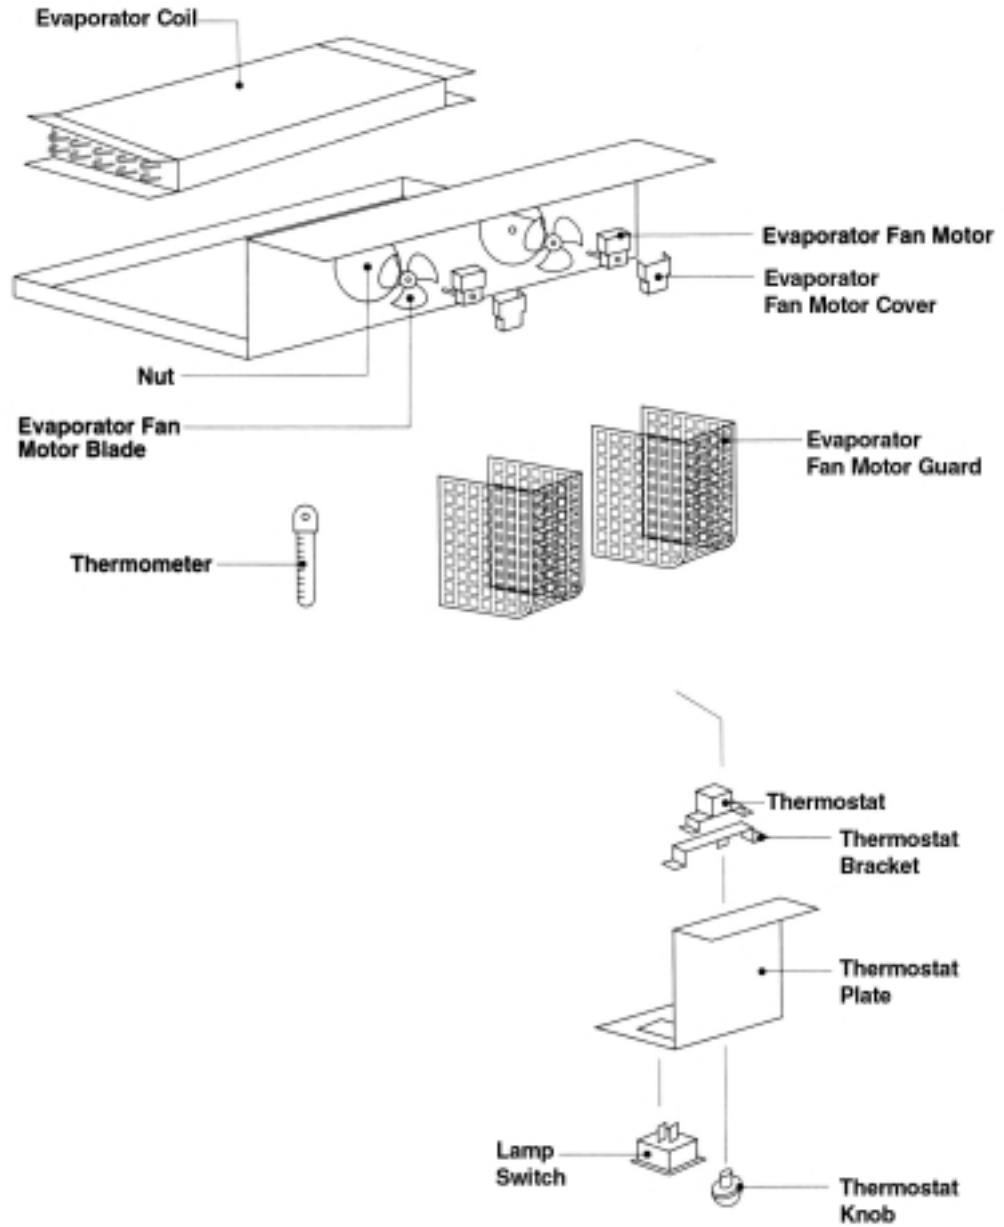 Evaporator Coil
Evaporator Fan Motor
Evaporator
Fan Motor Cover
Nut
Evaporator Fan
Motor Blade
Evaporator
Fan Motor Guard
Thermometer
Thermostat
Thermostat
Bracket
Thermostat
Plate
Lamp
Switch
Thermostat
Knob